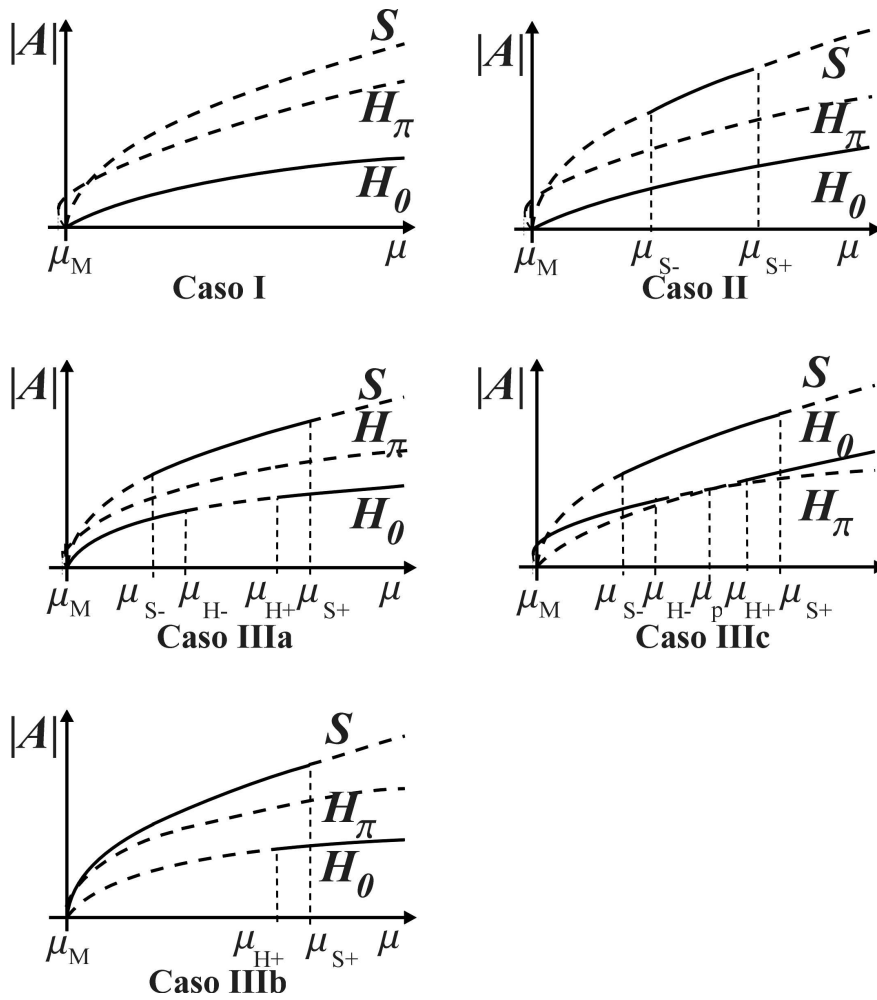 |A|
S
H_π
H_0
μ_M
μ
Caso I
|A|
S
H_π
H_0
μ_M
μ_S-
μ_S+
μ
Caso II
|A|
S
H_π
H_0
μ_M
μ_S-
μ_H-
μ_H+
μ_S+
μ
Caso IIIa
|A|
S
H_0
H_π
μ_M
μ_S-
μ_H-
μ_p
μ_H+
μ_S+
Caso IIIc
|A|
S
H_π
H_0
μ_M
μ_H+
μ_S+
μ
Caso IIIb